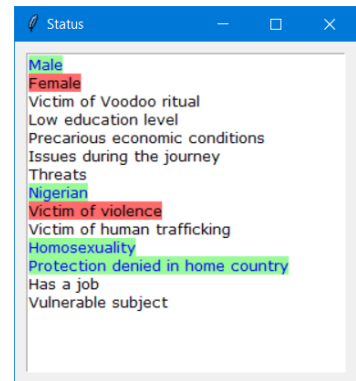 Status
Male
Female
Victim of Voodoo ritual
Low education level
Precarious economic conditions
Issues during the journey
Threats
Nigerian
Victim of violence
Victim of human trafficking
Homosexuality
Protection denied in home country
Has a job
Vulnerable subject